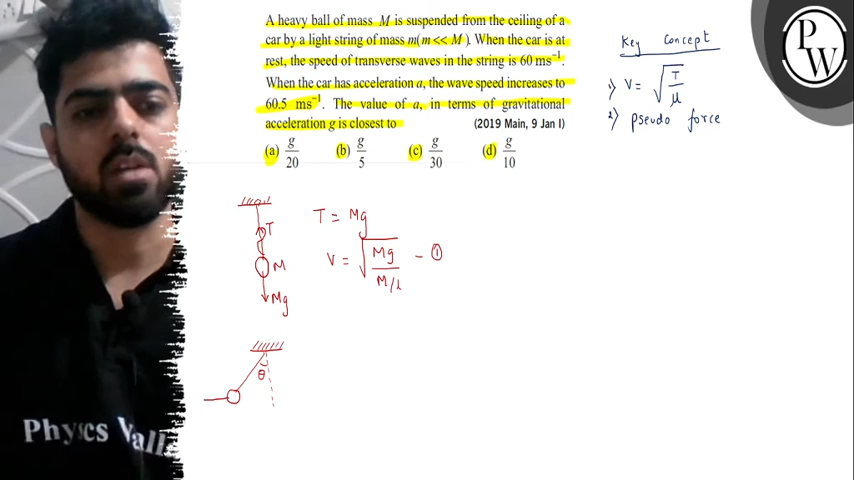 A heavy ball of mass M is suspended from the ceiling of a
car by a light string of mass m(m << M). When the car is at
rest, the speed of transverse waves in the string is 60 ms⁻¹.
When the car has acceleration a, the wave speed increases to
60.5 ms⁻¹. The value of a, in terms of gravitational
acceleration g is closest to (2019 Main, 9 Jan I)
(a) g/20 (b) g/5 (c) g/30 (d) g/10
Key Concept
1) V = √(T/μ)
2) pseudo force
P
W
T
M
Mg
T = Mg
V = √(Mg/(M/L)) - ①
θ
Physics Wall